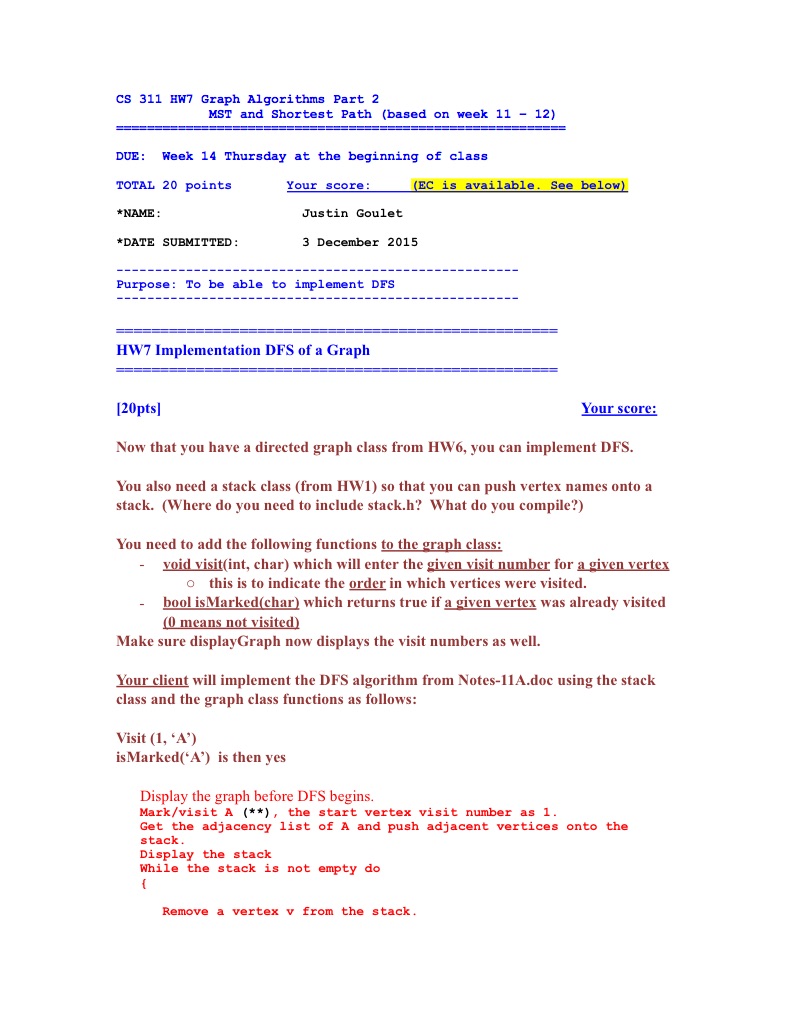 CS 311 HW7 Graph Algorithms Part 2
MST and Shortest Path (based on week 11 – 12)
==========================================================
DUE: Week 14 Thursday at the beginning of class
TOTAL 20 points Your score: (EC is available. See below)
*NAME: Justin Goulet
*DATE SUBMITTED: 3 December 2015
----------------------------------------------------
Purpose: To be able to implement DFS
----------------------------------------------------
=================================================
HW7 Implementation DFS of a Graph
=================================================
[20pts] Your score:
Now that you have a directed graph class from HW6, you can implement DFS.
You also need a stack class (from HW1) so that you can push vertex names onto a
stack. (Where do you need to include stack.h? What do you compile?)
You need to add the following functions to the graph class:
- void visit(int, char) which will enter the given visit number for a given vertex
○ this is to indicate the order in which vertices were visited.
- bool isMarked(char) which returns true if a given vertex was already visited
(0 means not visited)
Make sure displayGraph now displays the visit numbers as well.
Your client will implement the DFS algorithm from Notes-11A.doc using the stack
class and the graph class functions as follows:
Visit (1, ‘A’)
isMarked(‘A’) is then yes
Display the graph before DFS begins.
Mark/visit A (**), the start vertex visit number as 1.
Get the adjacency list of A and push adjacent vertices onto the
stack.
Display the stack
While the stack is not empty do
{
Remove a vertex v from the stack.